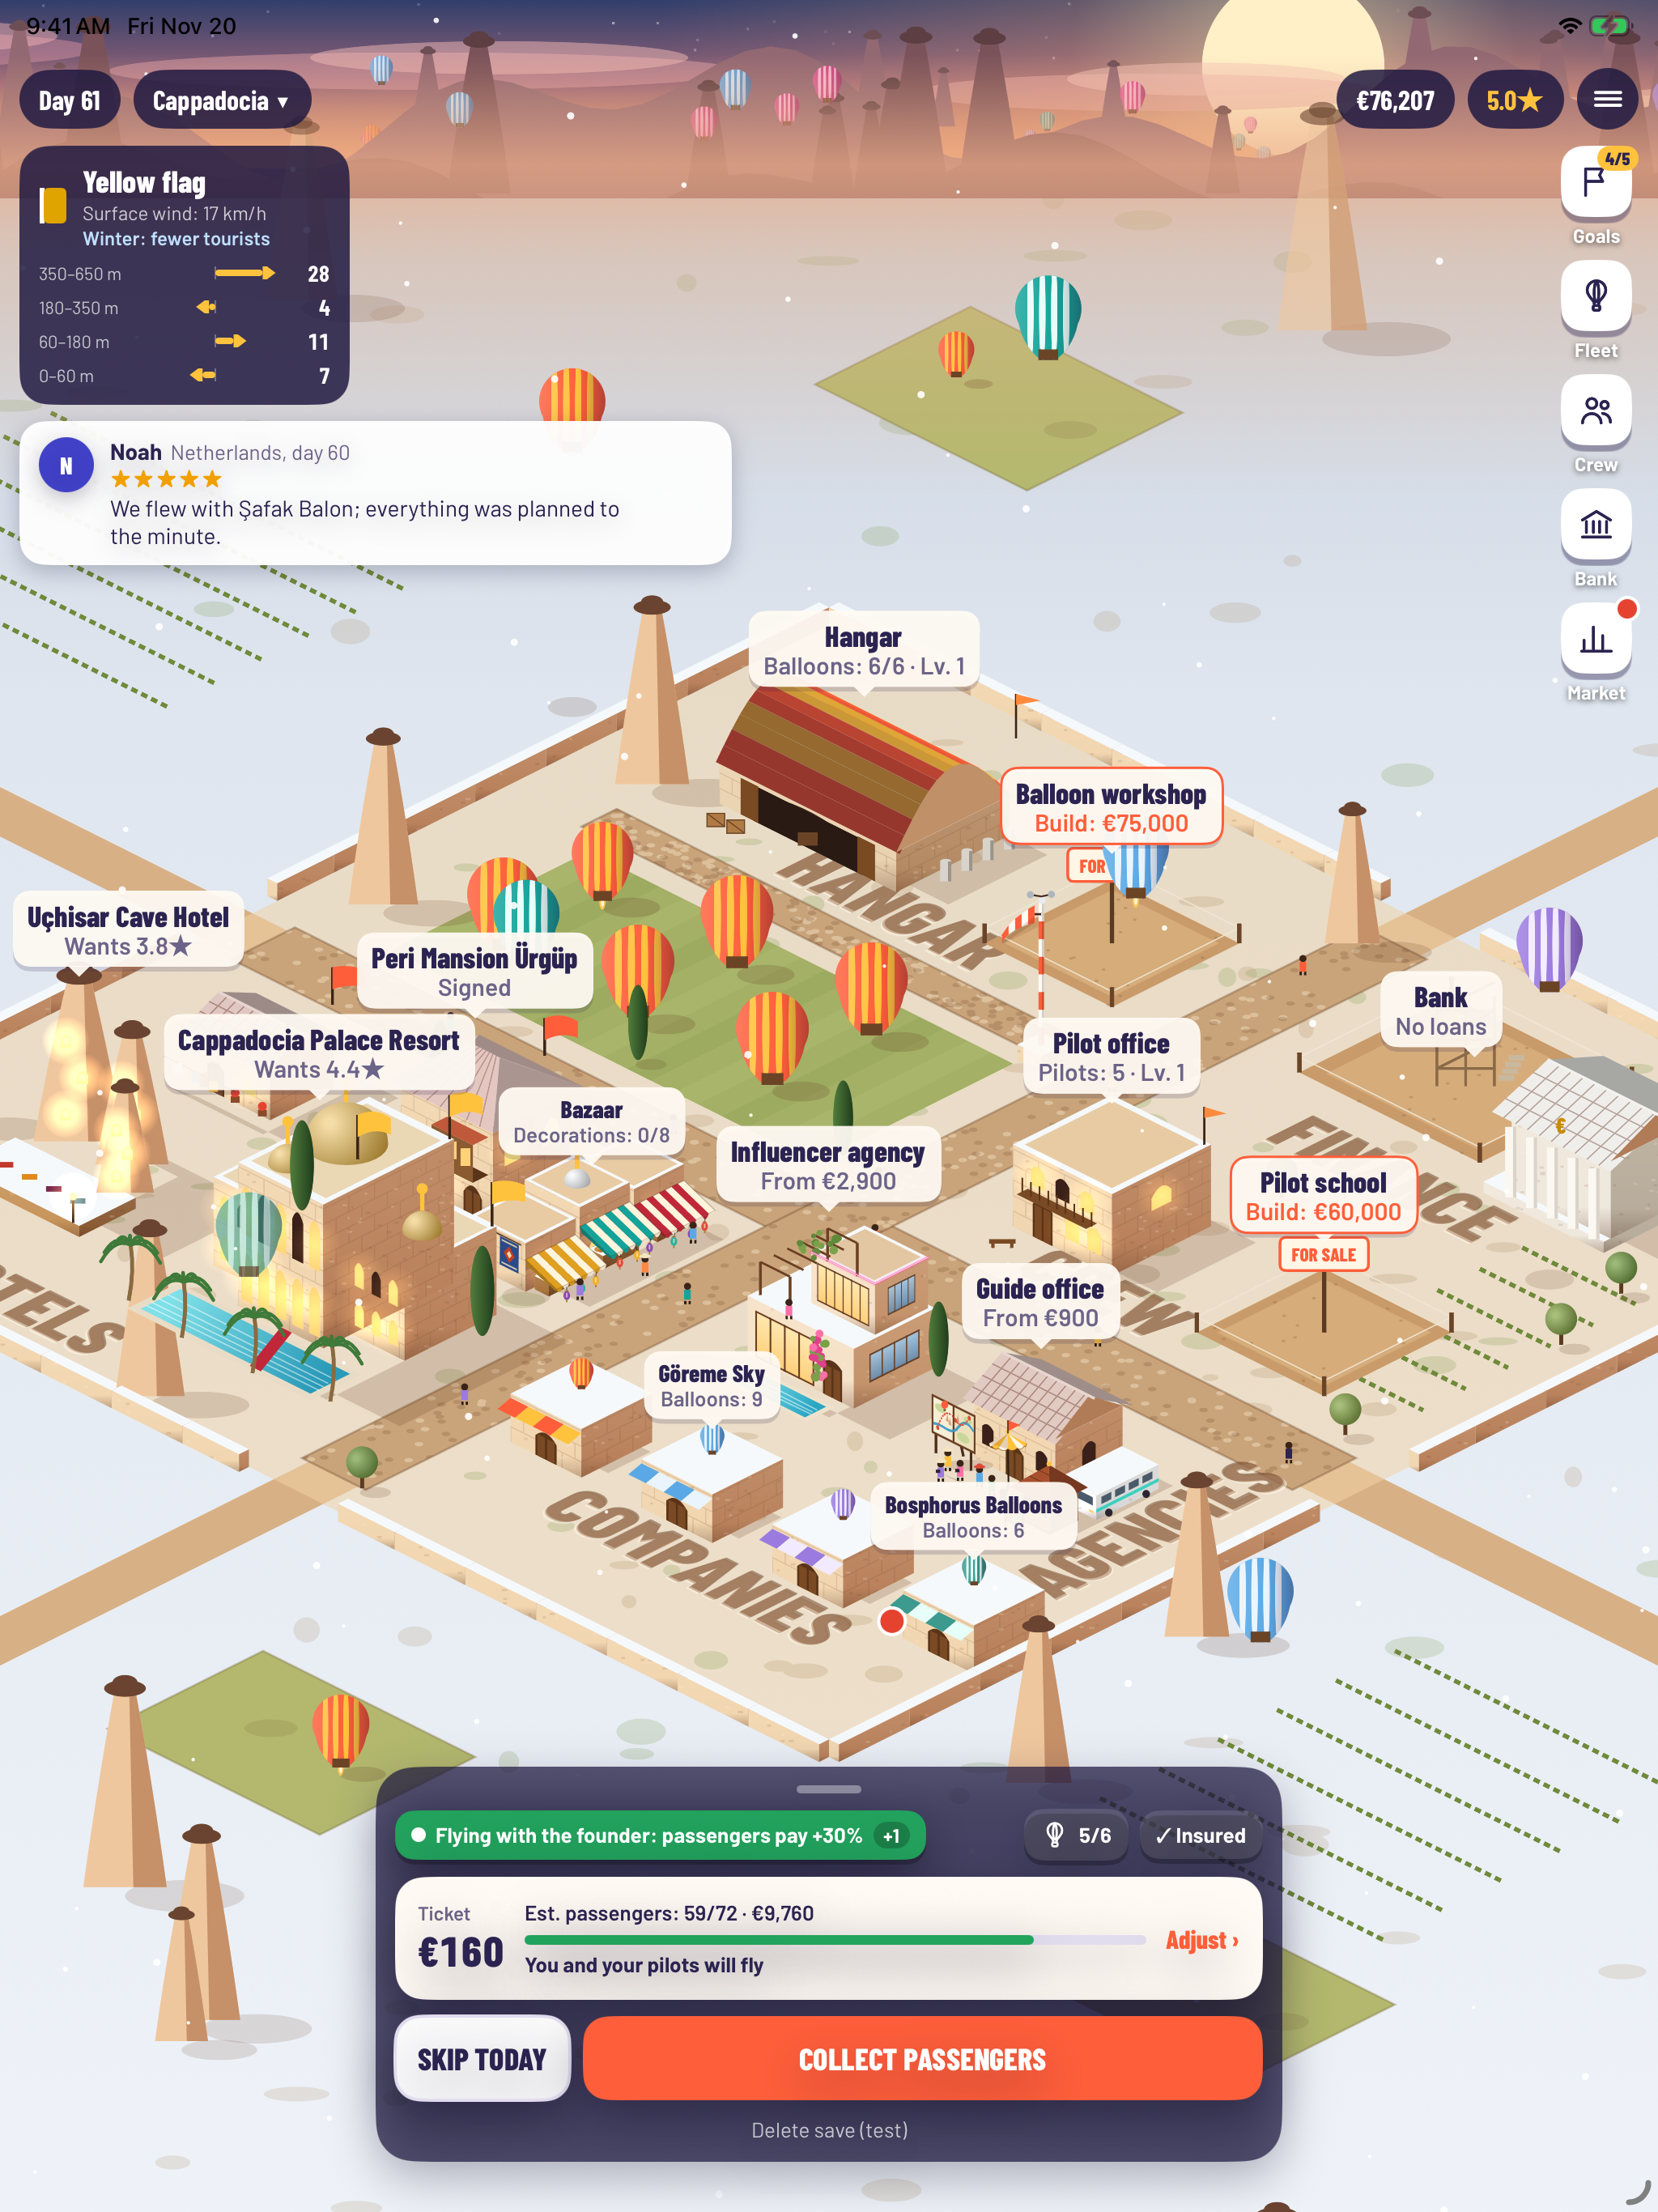 9:41 AM Fri Nov 20
Day 61
Cappadocia ▾
€76,207
5.0★
Yellow flag
Surface wind: 17 km/h
Winter: fewer tourists
350–650 m 28
180–350 m 4
60–180 m 11
0–60 m 7
4/5
Goals
Fleet
Crew
Bank
Market
N
Noah Netherlands, day 60
★★★★★
We flew with Şafak Balon; everything was planned to
the minute.
Hangar
Balloons: 6/6 · Lv. 1
Balloon workshop
Build: €75,000
FOR
HANGAR
Uçhisar Cave Hotel
Wants 3.8★
Peri Mansion Ürgüp
Signed
Cappadocia Palace Resort
Wants 4.4★
Bank
No loans
€
Pilot office
Pilots: 5 · Lv. 1
Bazaar
Decorations: 0/8
Influencer agency
From €2,900
Pilot school
Build: €60,000
FOR SALE
Guide office
From €900
Göreme Sky
Balloons: 9
Bosphorus Balloons
Balloons: 6
COMPANIES
AGENCIES
Flying with the founder: passengers pay +30% +1
5/6
✓ Insured
Ticket
€160
Est. passengers: 59/72 · €9,760
You and your pilots will fly
Adjust ›
SKIP TODAY
COLLECT PASSENGERS
Delete save (test)